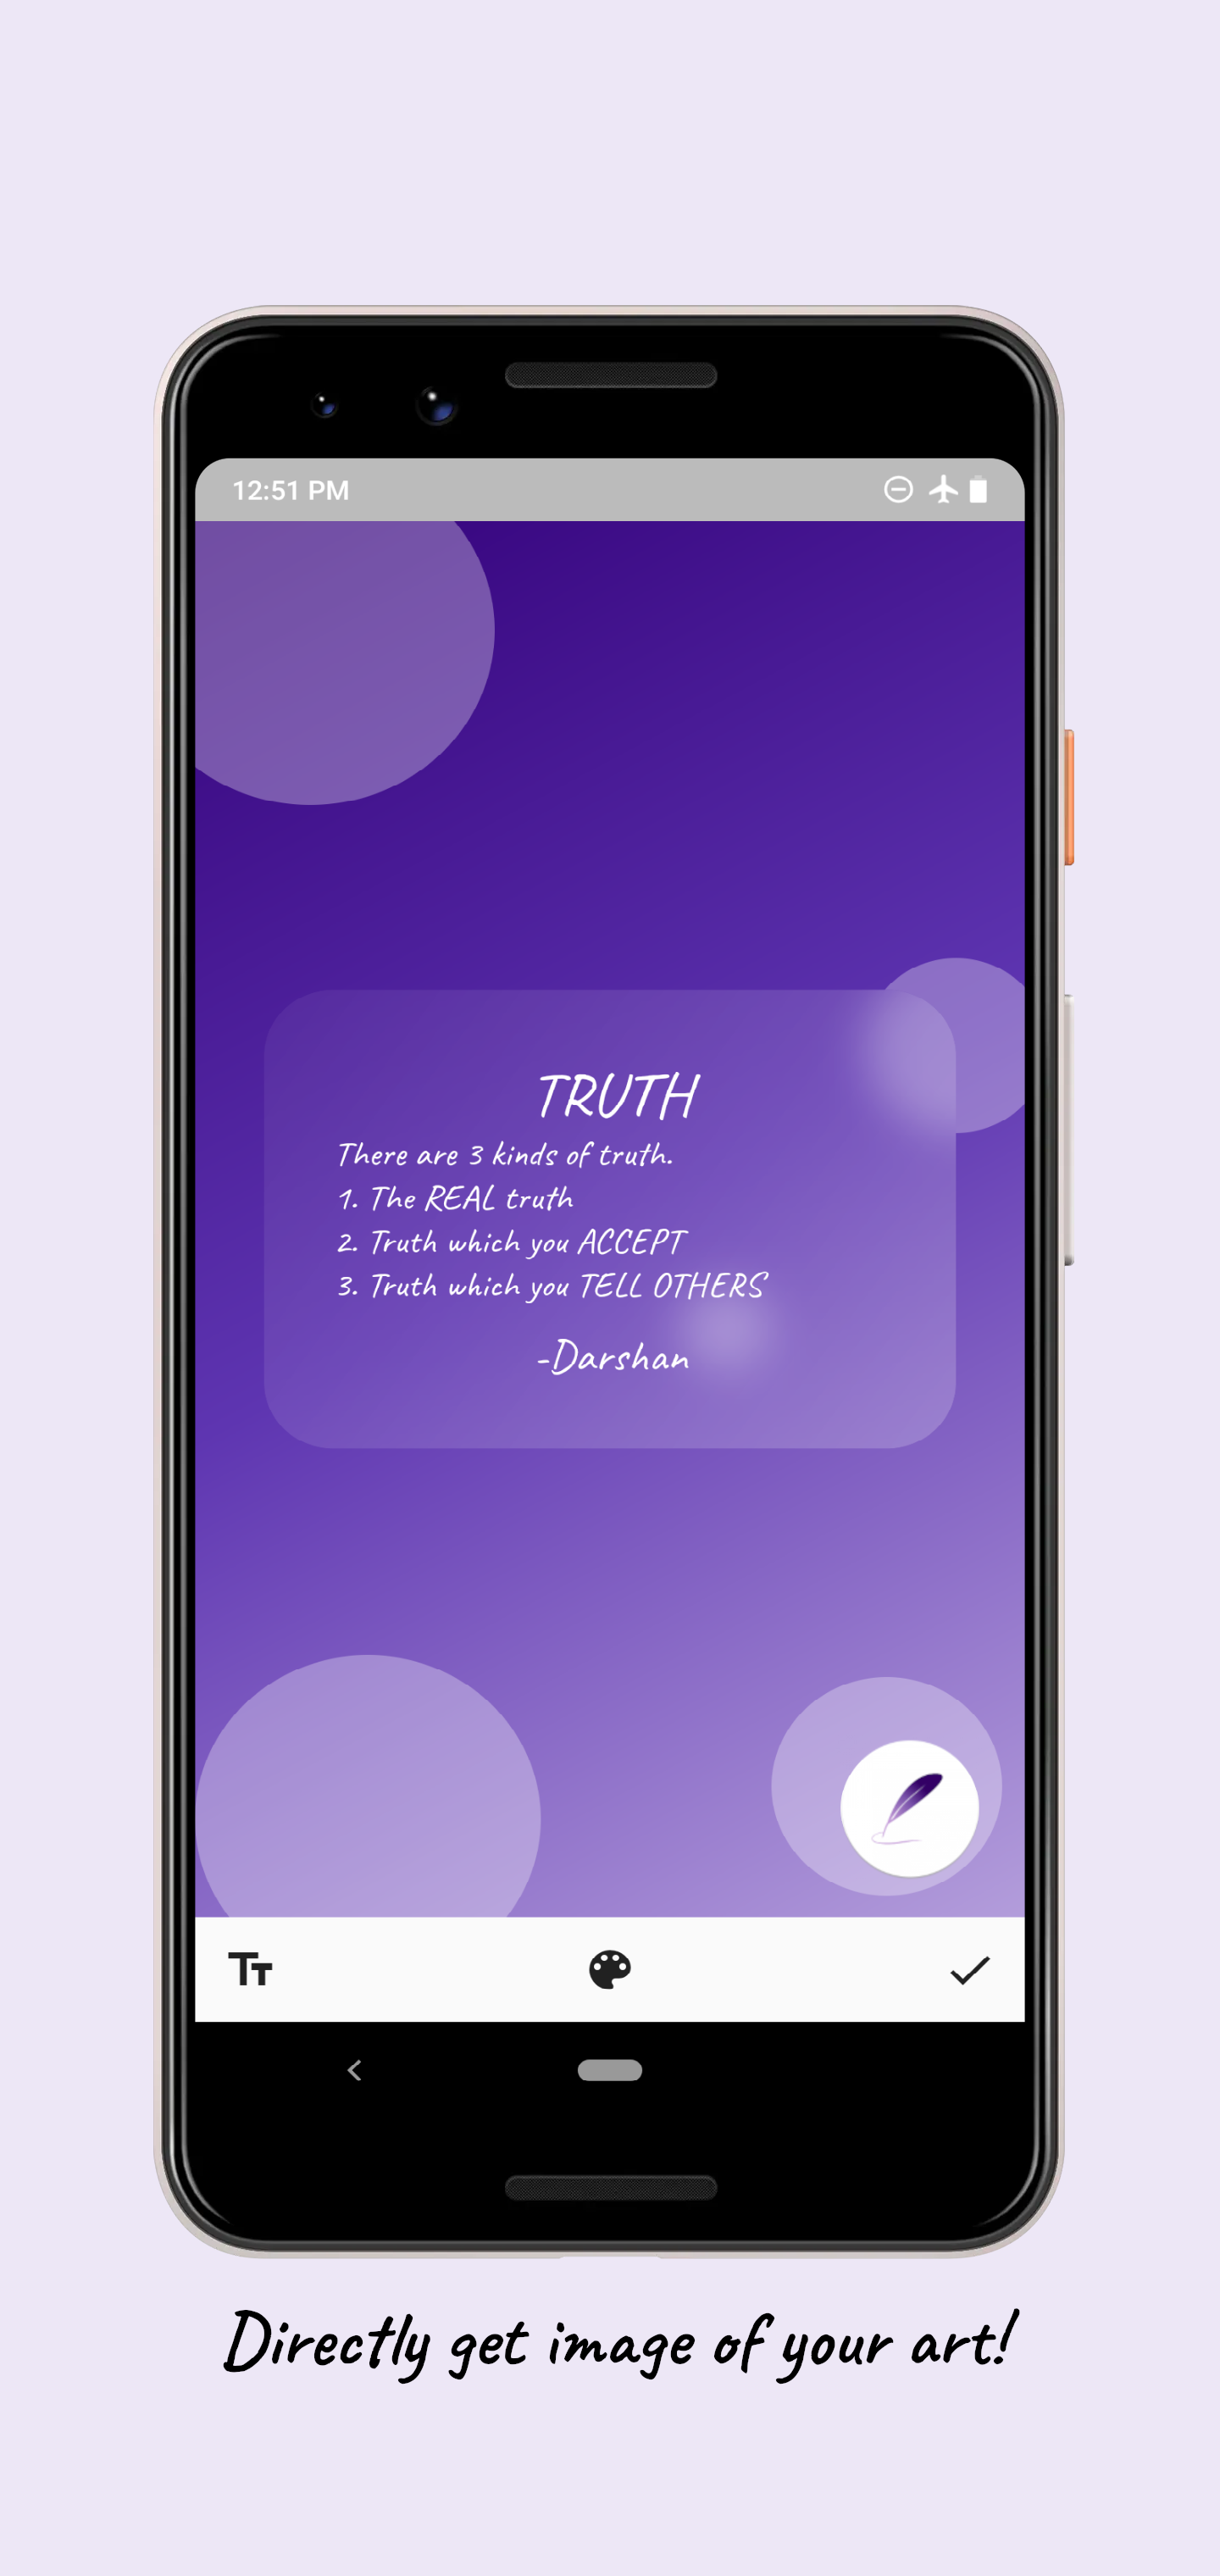 12:51 PM
TRUTH
There are 3 kinds of truth.
1. The REAL truth
2. Truth which you ACCEPT
3. Truth which you TELL OTHERS
-Darshan
Tt
Directly get image of your art!